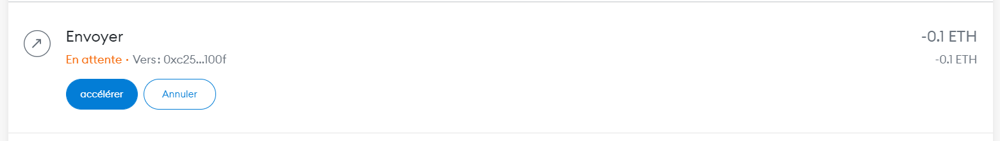 Envoyer
-0.1 ETH
En attente · Vers : 0xc25...100f
-0.1 ETH
accélérer
Annuler